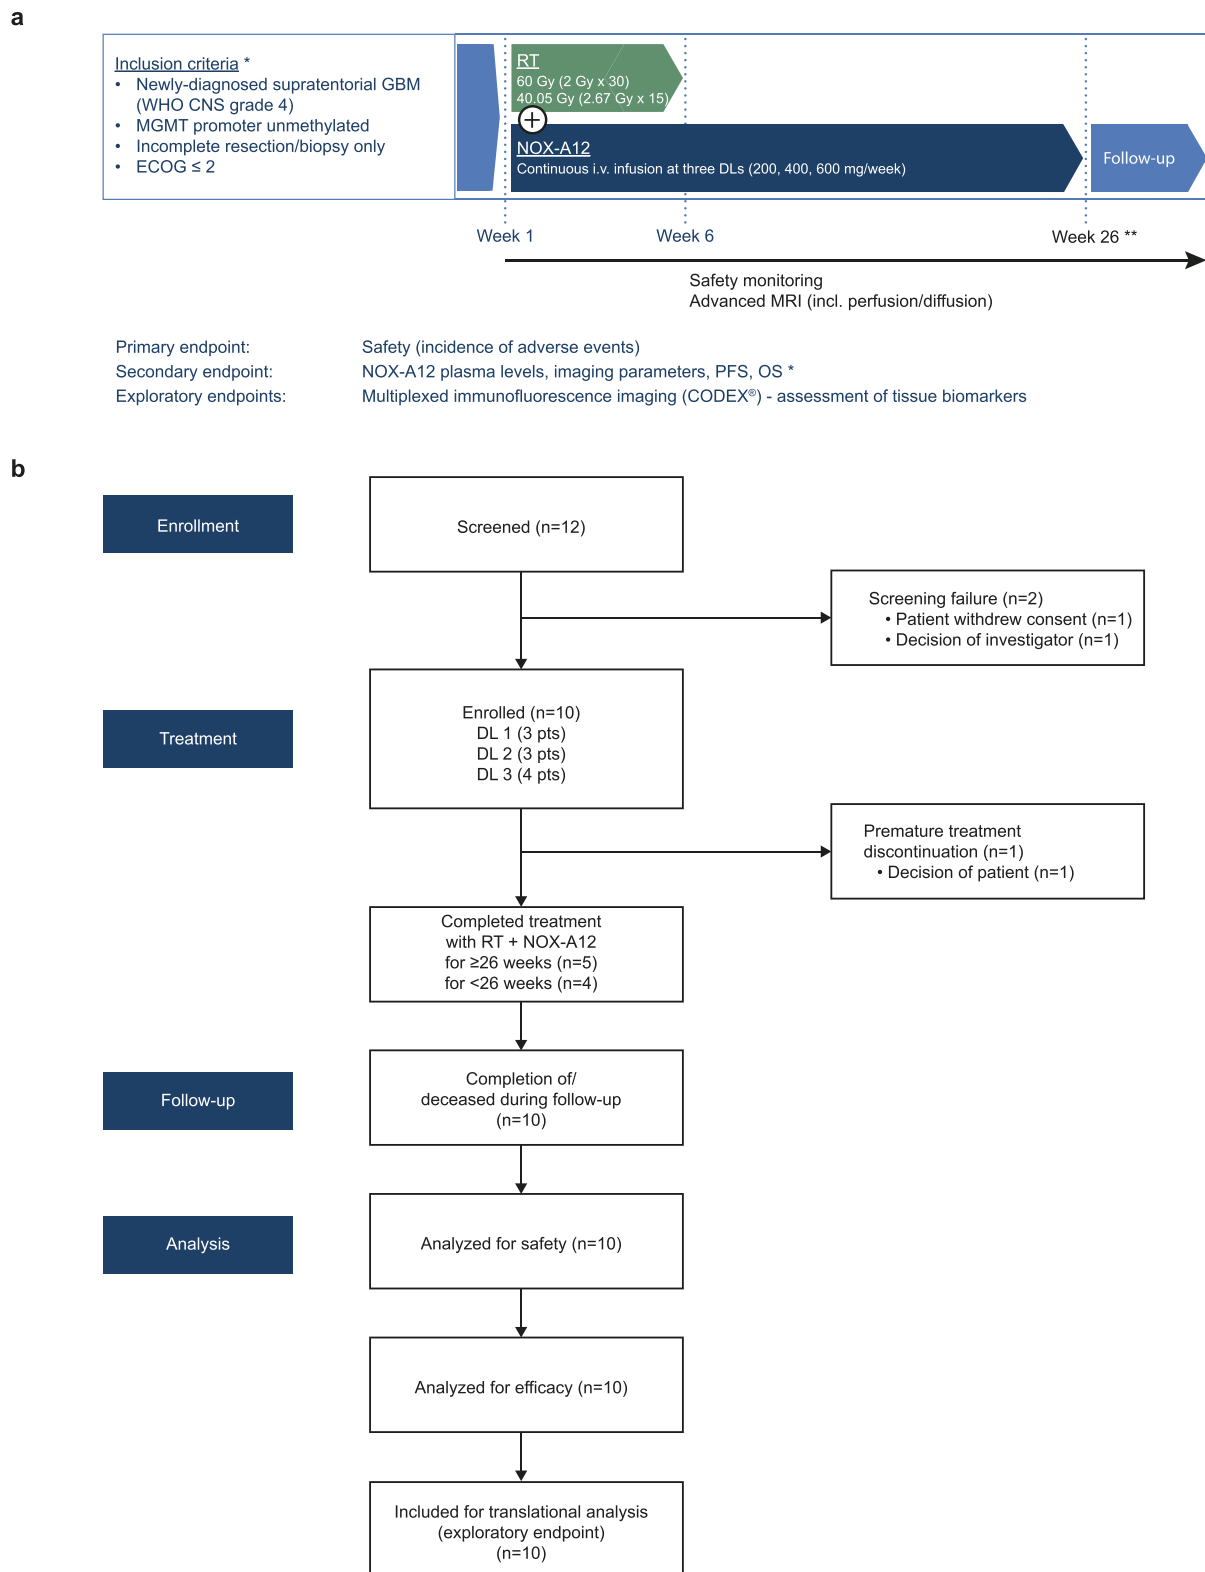 a
Inclusion criteria *
• Newly-diagnosed supratentorial GBM
(WHO CNS grade 4)
• MGMT promoter unmethylated
• Incomplete resection/biopsy only
• ECOG ≤ 2
RT
60 Gy (2 Gy x 30)
40.05 Gy (2.67 Gy x 15)
+
NOX-A12
Continuous i.v. infusion at three DLs (200, 400, 600 mg/week)
Follow-up
Week 1
Week 6
Week 26 **
Safety monitoring
Advanced MRI (incl. perfusion/diffusion)
Primary endpoint: Safety (incidence of adverse events)
Secondary endpoint: NOX-A12 plasma levels, imaging parameters, PFS, OS *
Exploratory endpoints: Multiplexed immunofluorescence imaging (CODEX®) - assessment of tissue biomarkers
b
Enrollment
Screened (n=12)
Screening failure (n=2)
• Patient withdrew consent (n=1)
• Decision of investigator (n=1)
Treatment
Enrolled (n=10)
DL 1 (3 pts)
DL 2 (3 pts)
DL 3 (4 pts)
Premature treatment
discontinuation (n=1)
• Decision of patient (n=1)
Completed treatment
with RT + NOX-A12
for ≥26 weeks (n=5)
for <26 weeks (n=4)
Follow-up
Completion of/
deceased during follow-up
(n=10)
Analysis
Analyzed for safety (n=10)
Analyzed for efficacy (n=10)
Included for translational analysis
(exploratory endpoint)
(n=10)